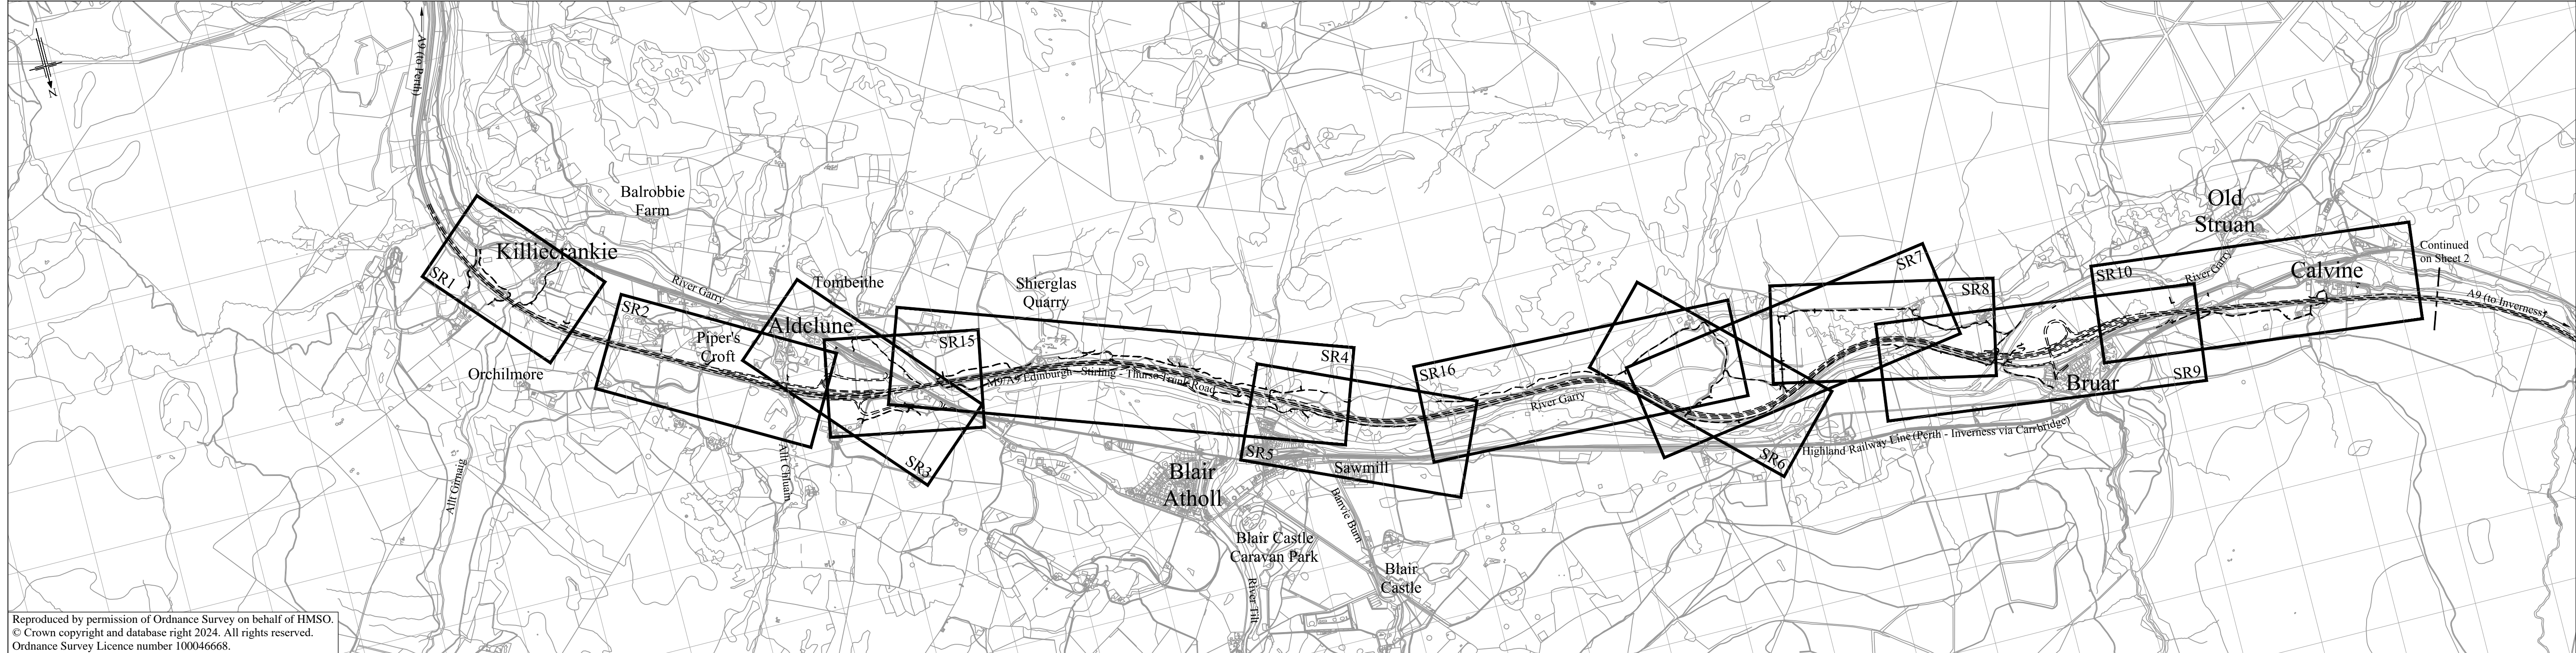 N
A9 (to Perth)
Killiecrankie
SR1
Balrobbie
Farm
River Garry
SR2
Piper's
Croft
Orchilmore
Allt Girnaig
Tombeithe
Aldclune
SR15
Allt Chluain
SR3
Shierglas
Quarry
M9/A9 Edinburgh - Stirling - Thurso Trunk Road
SR4
SR5
Sawmill
Blair
Atholl
Blair Castle
Caravan Park
River Tilt
Banvie Burn
Blair
Castle
SR16
River Garry
SR6
SR7
SR8
Highland Railway Line (Perth - Inverness via Carrbridge)
Bruar
SR9
SR10
Old
Struan
River Garry
Calvine
Continued
on Sheet 2
A9 (to Inverness)
Reproduced by permission of Ordnance Survey on behalf of HMSO.
© Crown copyright and database right 2024. All rights reserved.
Ordnance Survey Licence number 100046668.